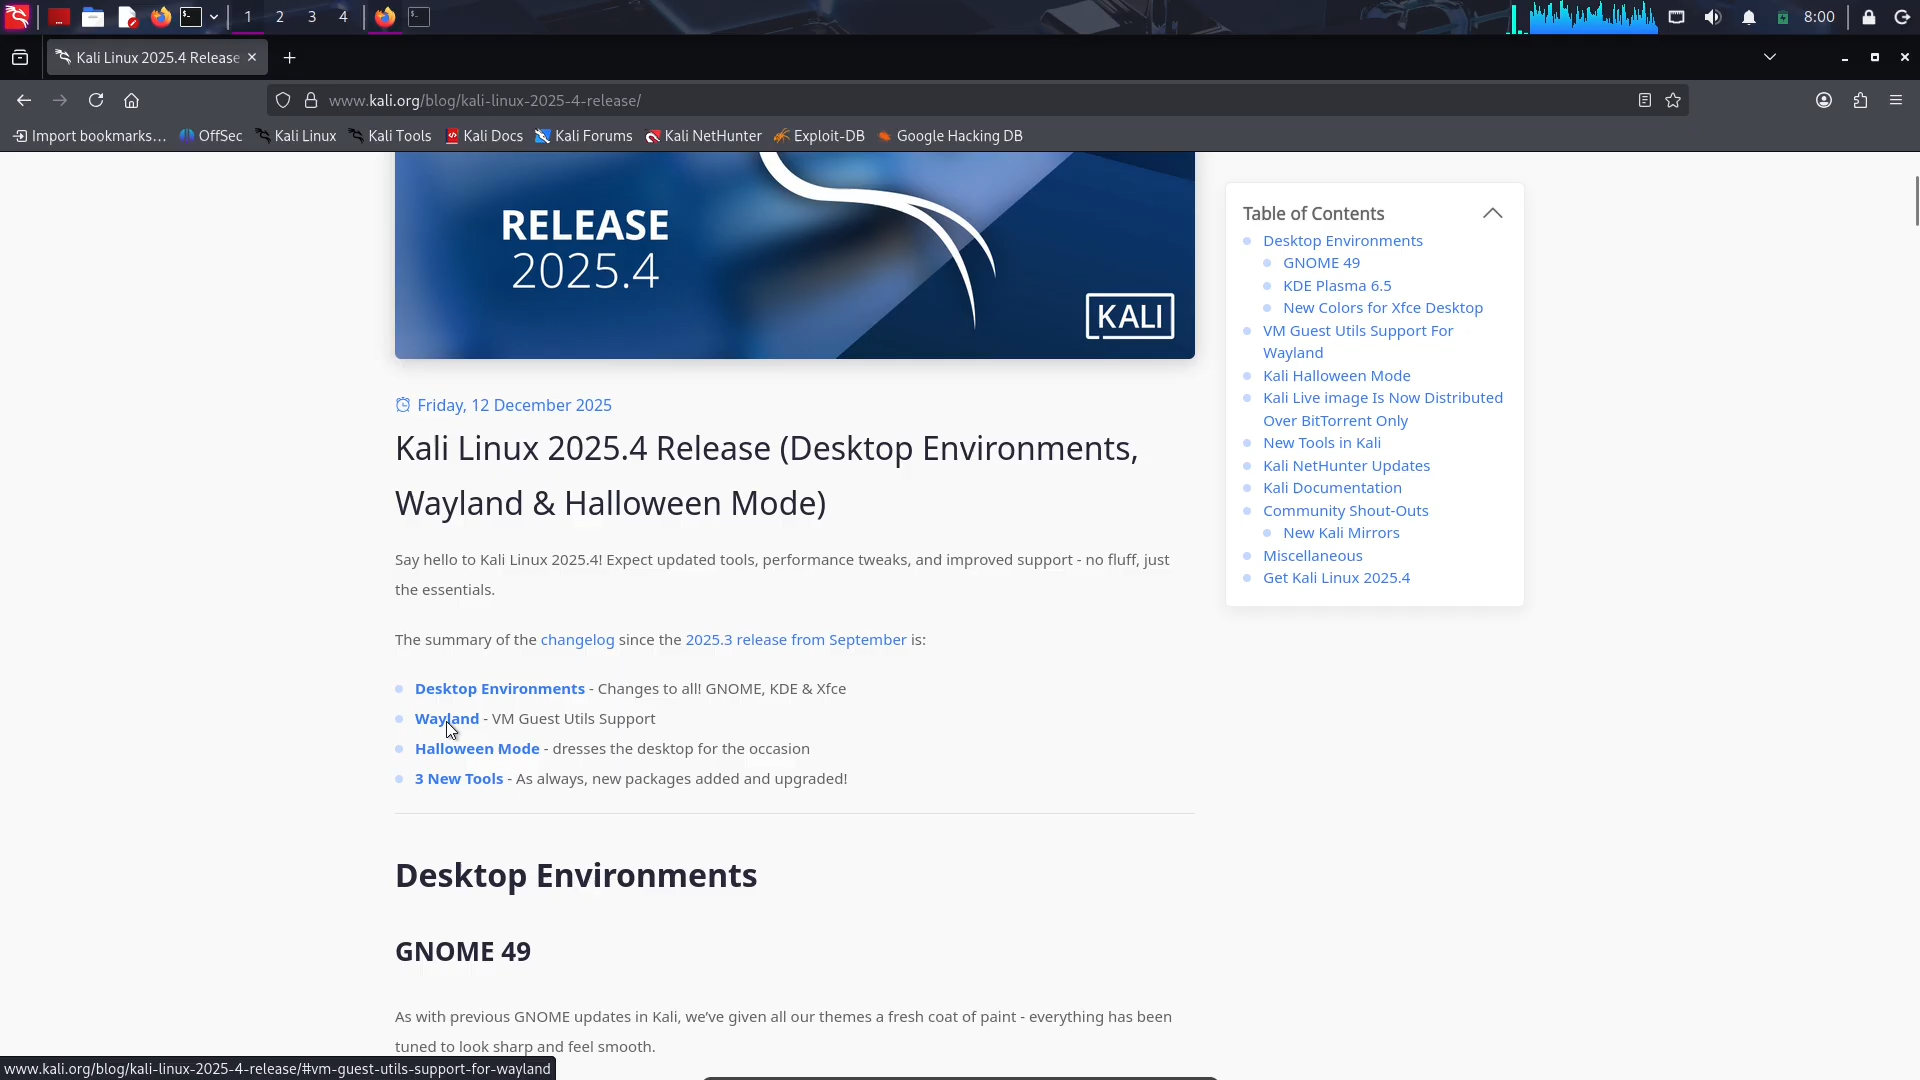 1 2 3 4 8:00
Kali Linux 2025.4 Release
www.kali.org/blog/kali-linux-2025-4-release/
Import bookmarks... OffSec Kali Linux Kali Tools Kali Docs Kali Forums Kali NetHunter Exploit-DB Google Hacking DB
RELEASE
2025.4
KALI
Friday, 12 December 2025
Kali Linux 2025.4 Release (Desktop Environments,
Wayland & Halloween Mode)
Say hello to Kali Linux 2025.4! Expect updated tools, performance tweaks, and improved support - no fluff, just
the essentials.
The summary of the changelog since the 2025.3 release from September is:
Desktop Environments - Changes to all! GNOME, KDE & Xfce
Wayland - VM Guest Utils Support
Halloween Mode - dresses the desktop for the occasion
3 New Tools - As always, new packages added and upgraded!
Desktop Environments
GNOME 49
As with previous GNOME updates in Kali, we’ve given all our themes a fresh coat of paint - everything has been
tuned to look sharp and feel smooth.
Table of Contents
Desktop Environments
GNOME 49
KDE Plasma 6.5
New Colors for Xfce Desktop
VM Guest Utils Support For
Wayland
Kali Halloween Mode
Kali Live image Is Now Distributed
Over BitTorrent Only
New Tools in Kali
Kali NetHunter Updates
Kali Documentation
Community Shout-Outs
New Kali Mirrors
Miscellaneous
Get Kali Linux 2025.4
www.kali.org/blog/kali-linux-2025-4-release/#vm-guest-utils-support-for-wayland